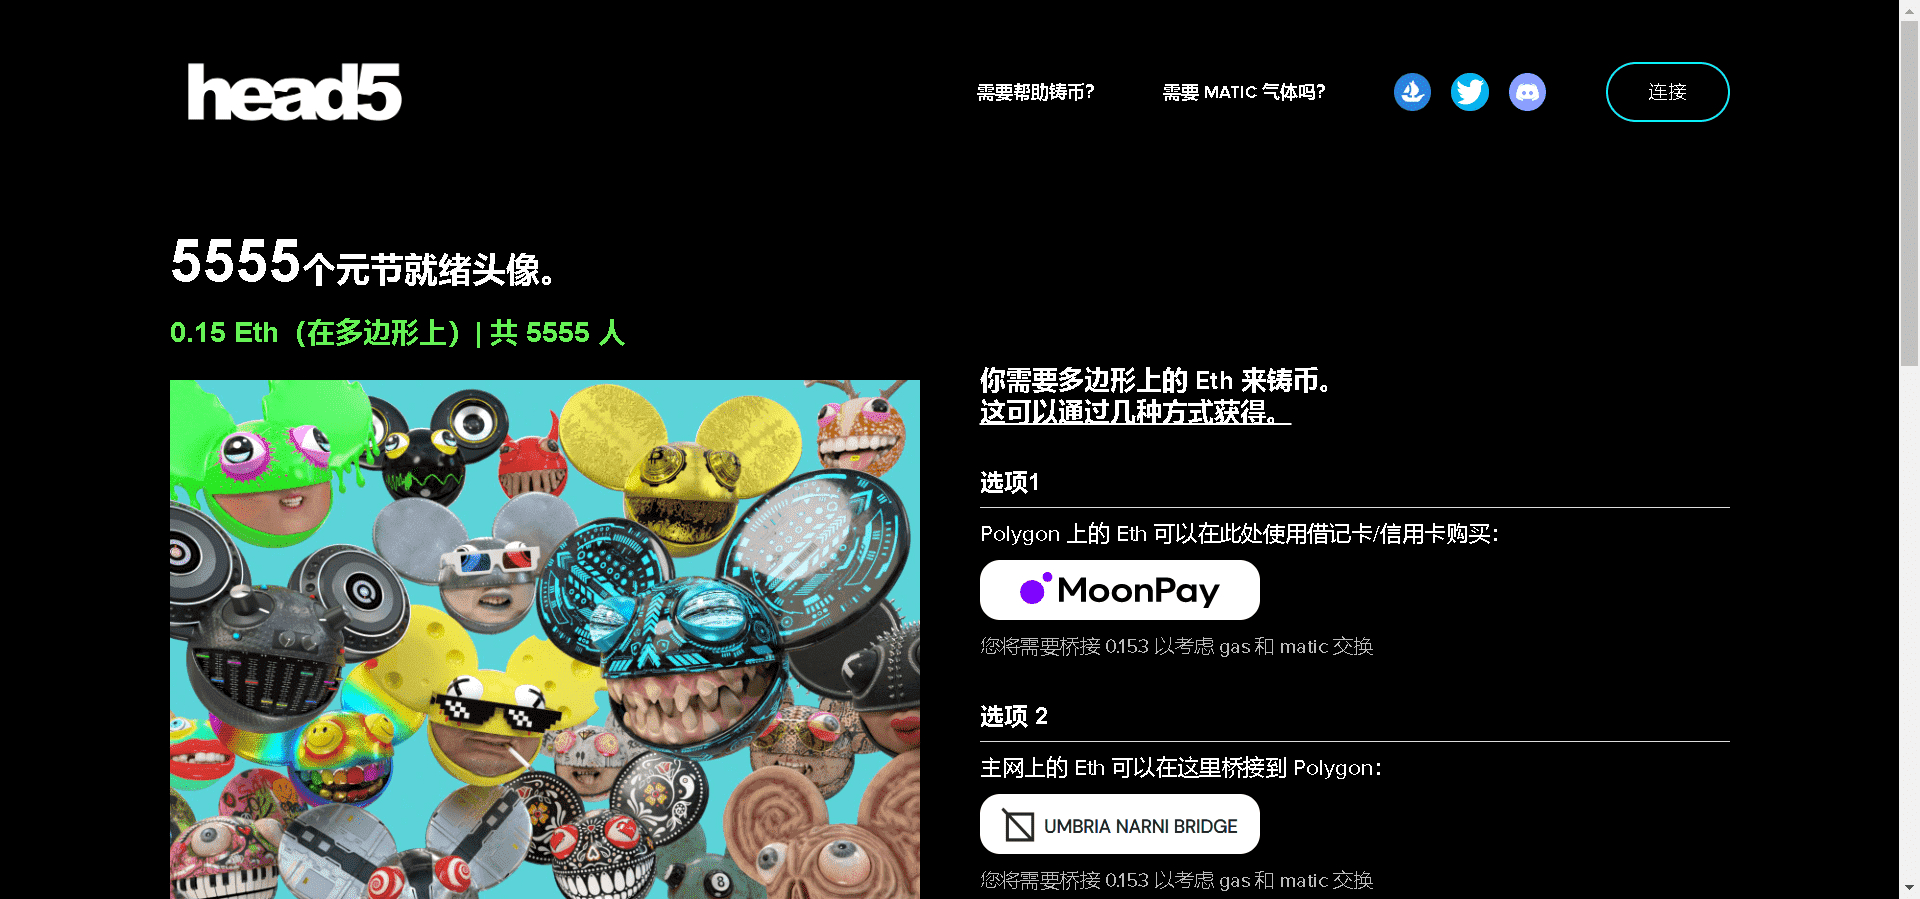 head5
需要帮助铸币?
需要 MATIC 气体吗?
连接
5555个元节就绪头像。
0.15 Eth（在多边形上）| 共 5555 人
你需要多边形上的 Eth 来铸币。
这可以通过几种方式获得。
选项1
Polygon 上的 Eth 可以在此处使用借记卡/信用卡购买：
MoonPay
您将需要桥接 0.153 以考虑 gas 和 matic 交换
选项 2
主网上的 Eth 可以在这里桥接到 Polygon：
UMBRIA NARNI BRIDGE
您将需要桥接 0.153 以考虑 gas 和 matic 交换
8